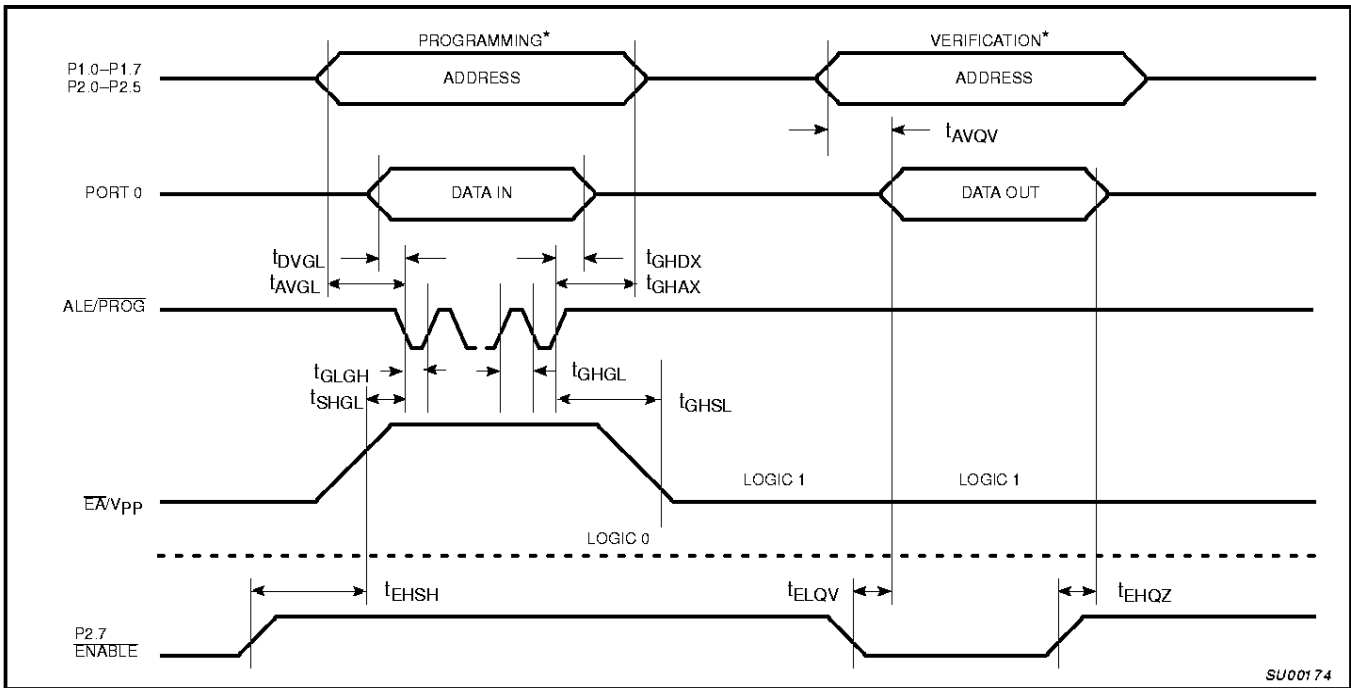 PROGRAMMING*
VERIFICATION*
P1.0–P1.7
P2.0–P2.5
ADDRESS
ADDRESS
tAVQV
PORT 0
DATA IN
DATA OUT
tDVGL
tGHDX
tAVGL
tGHAX
ALE/PROG
tGLGH
tGHGL
tSHGL
tGHSL
LOGIC 1
LOGIC 1
EA/VPP
LOGIC 0
tEHSH
tELQV
tEHQZ
P2.7
ENABLE
SU00174